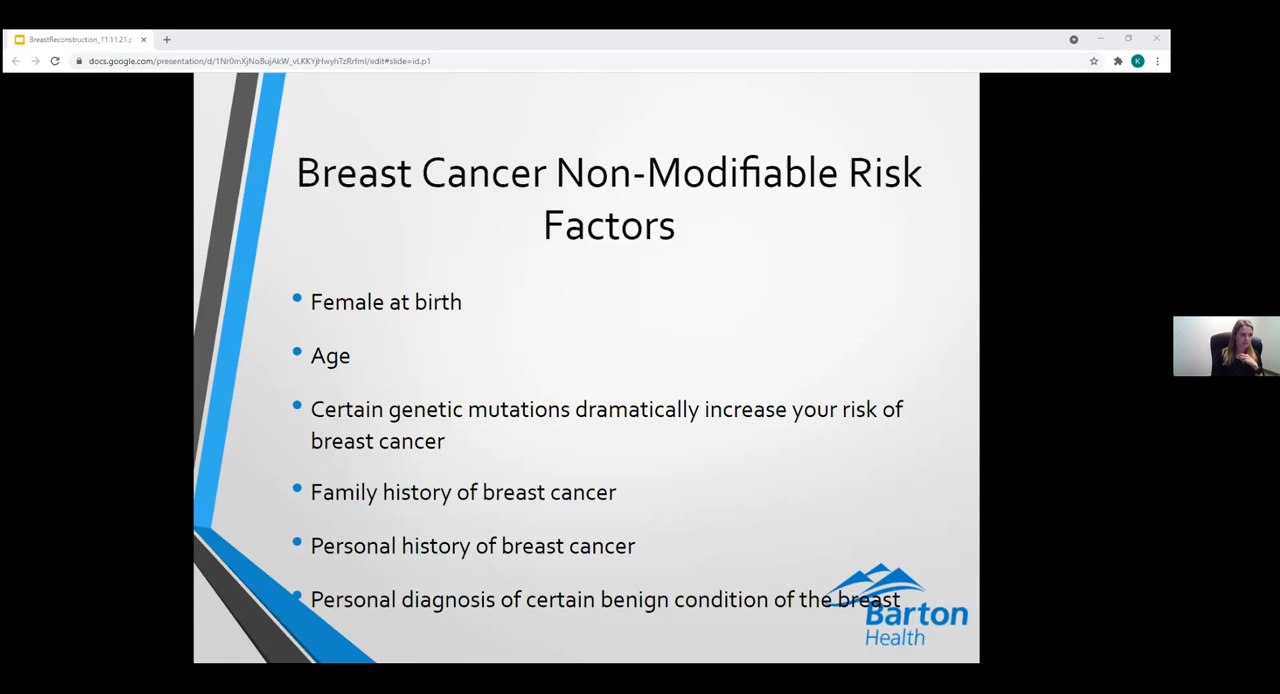 BreastReconstruction_11.11.21.p
docs.google.com/presentation/d/1Nr0mXjNoBujAkW_vLKKYjHwyhTzRrfmI/edit#slide=id.p1
K
Breast Cancer Non-Modifiable Risk
Factors
• Female at birth
• Age
• Certain genetic mutations dramatically increase your risk of
breast cancer
• Family history of breast cancer
• Personal history of breast cancer
• Personal diagnosis of certain benign condition of the breast
Barton
Health